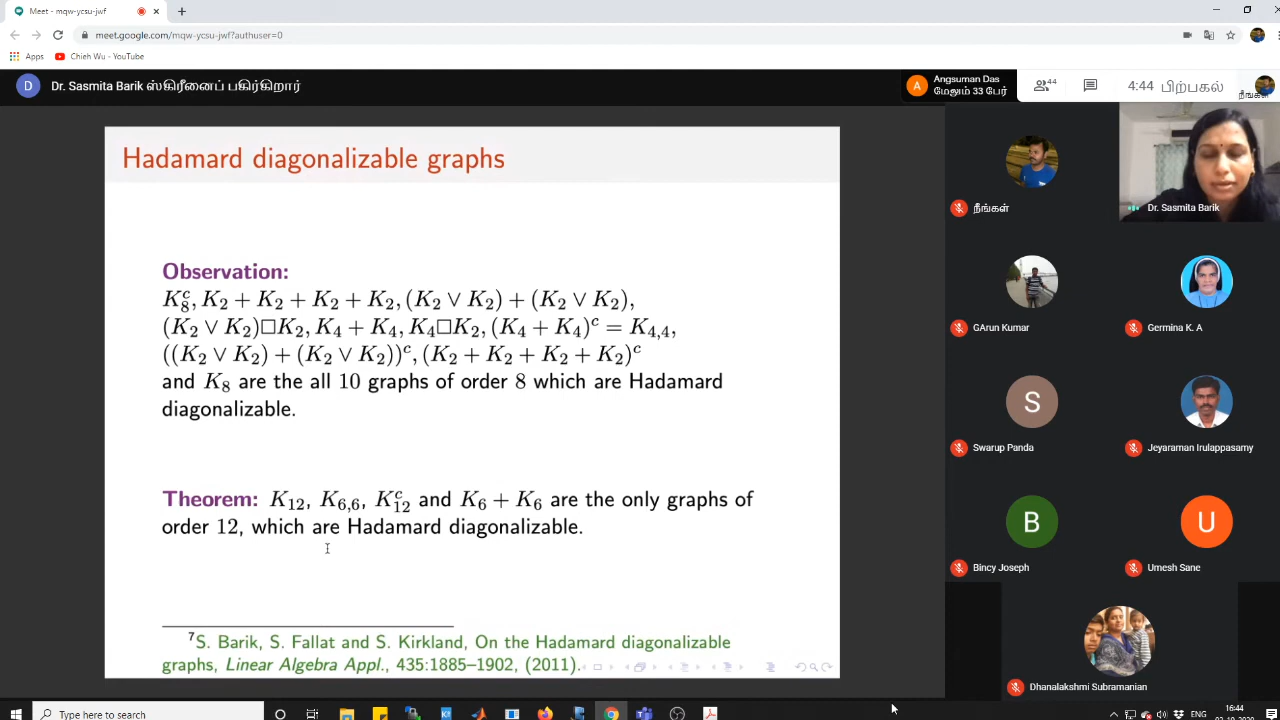 Meet - mqw-ycsu-jwf
meet.google.com/mqw-ycsu-jwf?authuser=0
Apps
Chieh Wu - YouTube
D
Dr. Sasmita Barik ஸ்கிரீனைப் பகிர்கிறார்
A
Angsuman Das
மேலும் 33 பேர்
44
4:44 பிற்பகல்
நீங்கள்
Hadamard diagonalizable graphs
Observation:
K₈ᶜ, K₂ + K₂ + K₂ + K₂, (K₂ ∨ K₂) + (K₂ ∨ K₂),
(K₂ ∨ K₂)□K₂, K₄ + K₄, K₄□K₂, (K₄ + K₄)ᶜ = K₄,₄,
((K₂ ∨ K₂) + (K₂ ∨ K₂))ᶜ, (K₂ + K₂ + K₂ + K₂)ᶜ
and K₈ are the all 10 graphs of order 8 which are Hadamard
diagonalizable.
Theorem: K₁₂, K₆,₆, K₁₂ᶜ and K₆ + K₆ are the only graphs of
order 12, which are Hadamard diagonalizable.
⁷S. Barik, S. Fallat and S. Kirkland, On the Hadamard diagonalizable
graphs, Linear Algebra Appl., 435:1885–1902, (2011).
நீங்கள்
Dr. Sasmita Barik
GArun Kumar
Germina K. A
S
Swarup Panda
Jeyaraman Irulappasamy
B
Bincy Joseph
U
Umesh Sane
Dhanalakshmi Subramanian
Type here to search
ENG
16:44